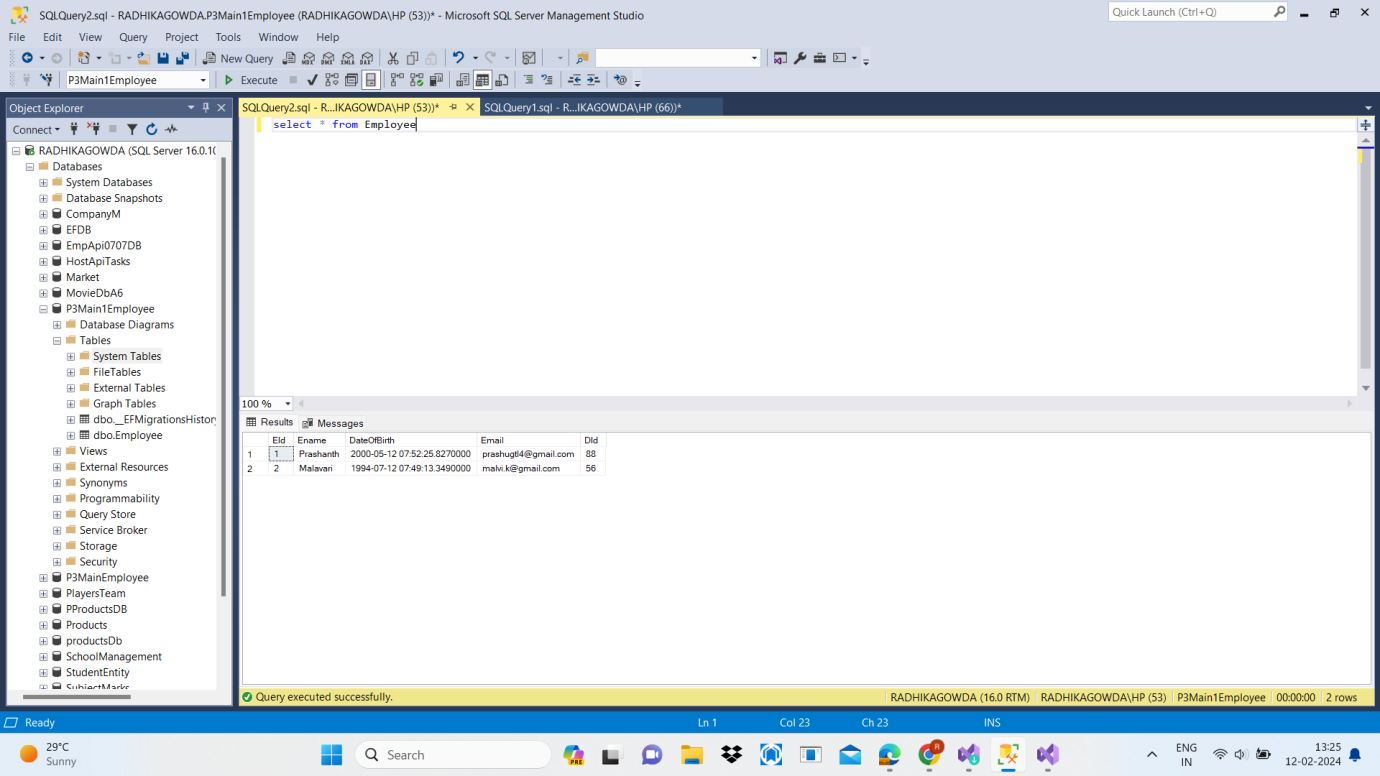 SQLQuery2.sql - RADHIKAGOWDA.P3Main1Employee (RADHIKAGOWDA\HP (53))* - Microsoft SQL Server Management Studio
Quick Launch (Ctrl+Q)
File Edit View Query Project Tools Window Help
New Query
P3Main1Employee
Execute
Object Explorer
Connect
RADHIKAGOWDA (SQL Server 16.0.10
Databases
System Databases
Database Snapshots
CompanyM
EFDB
EmpApi0707DB
HostApiTasks
Market
MovieDbA6
P3Main1Employee
Database Diagrams
Tables
System Tables
FileTables
External Tables
Graph Tables
dbo.__EFMigrationsHistory
dbo.Employee
Views
External Resources
Synonyms
Programmability
Query Store
Service Broker
Storage
Security
P3MainEmployee
PlayersTeam
PProductsDB
Products
productsDb
SchoolManagement
StudentEntity
SubjectMarks
SQLQuery2.sql - R...IKAGOWDA\HP (53))*
SQLQuery1.sql - R...IKAGOWDA\HP (66))*
select * from Employee
100 %
Results Messages
EId Ename DateOfBirth Email DId
1 1 Prashanth 2000-05-12 07:52:25.8270000 prashugtl4@gmail.com 88
2 2 Malavari 1994-07-12 07:49:13.3490000 malvi.k@gmail.com 56
Query executed successfully.
RADHIKAGOWDA (16.0 RTM) RADHIKAGOWDA\HP (53) P3Main1Employee 00:00:00 2 rows
Ready
Ln 1 Col 23 Ch 23 INS
29°C
Sunny
Search
PRE
R
ENG
IN
13:25
12-02-2024